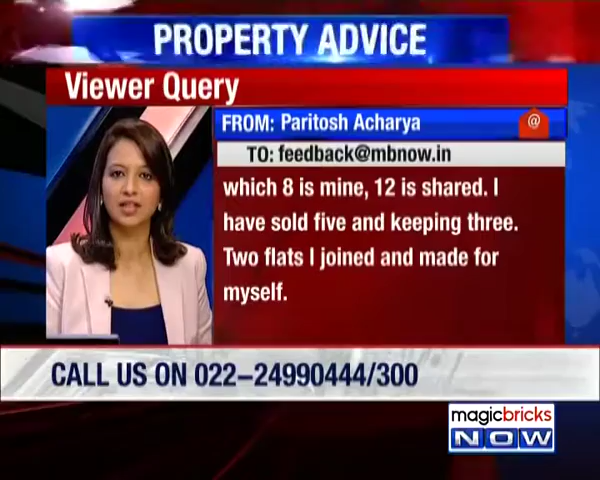 PROPERTY ADVICE
Viewer Query
FROM: Paritosh Acharya
@
TO: feedback@mbnow.in
which 8 is mine, 12 is shared. I
have sold five and keeping three.
Two flats I joined and made for
myself.
CALL US ON 022-24990444/300
magicbricks
NOW